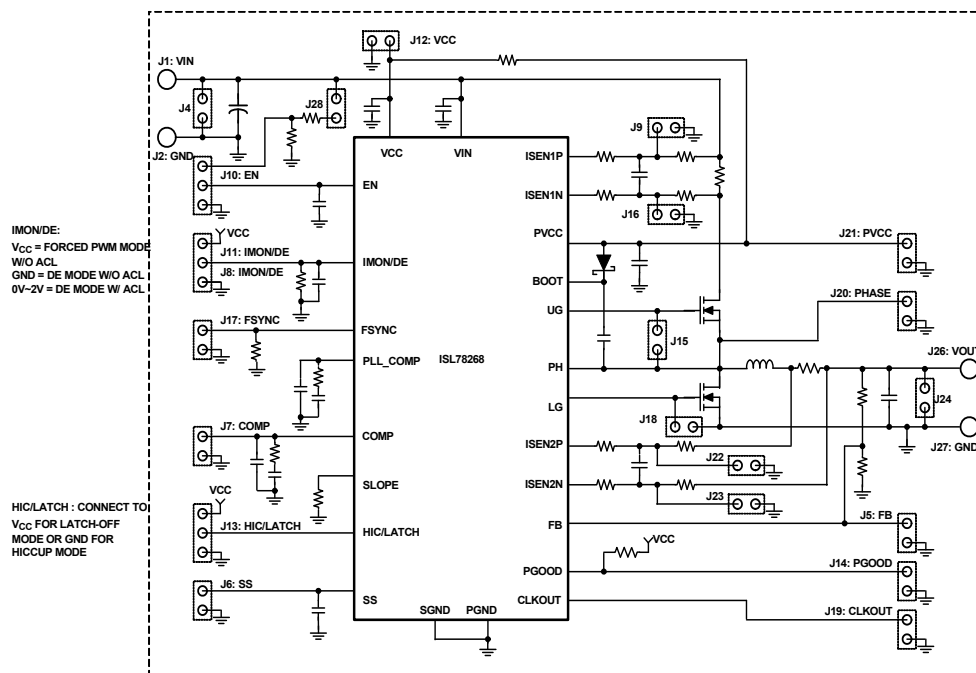 J12: VCC
J1: VIN
J4
J28
J2: GND
J9
VCC
VIN
ISEN1P
J10: EN
EN
ISEN1N
J16
IMON/DE:
VCC = FORCED PWM MODE
W/O ACL
GND = DE MODE W/O ACL
0V~2V = DE MODE W/ ACL
VCC
J11: IMON/DE
J8: IMON/DE
IMON/DE
PVCC
J21: PVCC
BOOT
J20: PHASE
UG
J17: FSYNC
FSYNC
J15
PLL_COMP
ISL78268
PH
J26: VOUT
J24
LG
J18
J27: GND
J7: COMP
COMP
ISEN2P
J22
SLOPE
ISEN2N
J23
HIC/LATCH : CONNECT TO
VCC FOR LATCH-OFF
MODE OR GND FOR
HICCUP MODE
VCC
J13: HIC/LATCH
HIC/LATCH
FB
J5: FB
VCC
PGOOD
J14: PGOOD
J6: SS
SS
CLKOUT
J19: CLKOUT
SGND
PGND